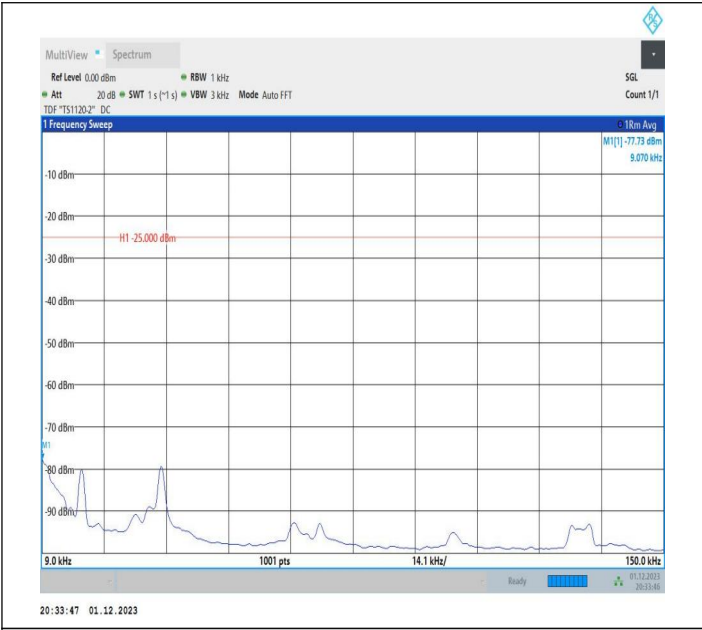 MultiView Spectrum
Ref Level 0.00 dBm RBW 1 kHz SGL
Att 20 dB SWT 1 s (~1 s) VBW 3 kHz Mode Auto FFT Count 1/1
TDF "TS1120-2" DC
1 Frequency Sweep 1Rm Avg
M1[1] -77.73 dBm
9.070 kHz
-10 dBm
-20 dBm
H1 -25.000 dBm
-30 dBm
-40 dBm
-50 dBm
-60 dBm
-70 dBm
M1
-80 dBm
-90 dBm
9.0 kHz 1001 pts 14.1 kHz/ 150.0 kHz
Ready 01.12.2023
20:33:46
20:33:47 01.12.2023